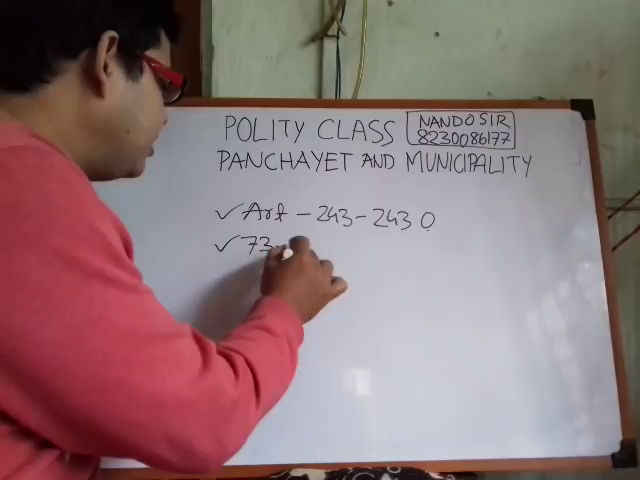 POLITY CLASS NANDO SIR 8230086177
PANCHAYET AND MUNICIPALITY
✓ Art - 243 - 243 O
✓ 73